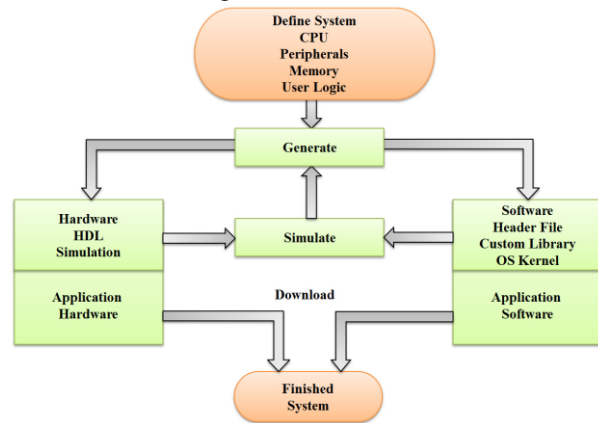 Define System
CPU
Peripherals
Memory
User Logic
Generate
Hardware
HDL
Simulation
Simulate
Software
Header File
Custom Library
OS Kernel
Application
Hardware
Download
Application
Software
Finished
System